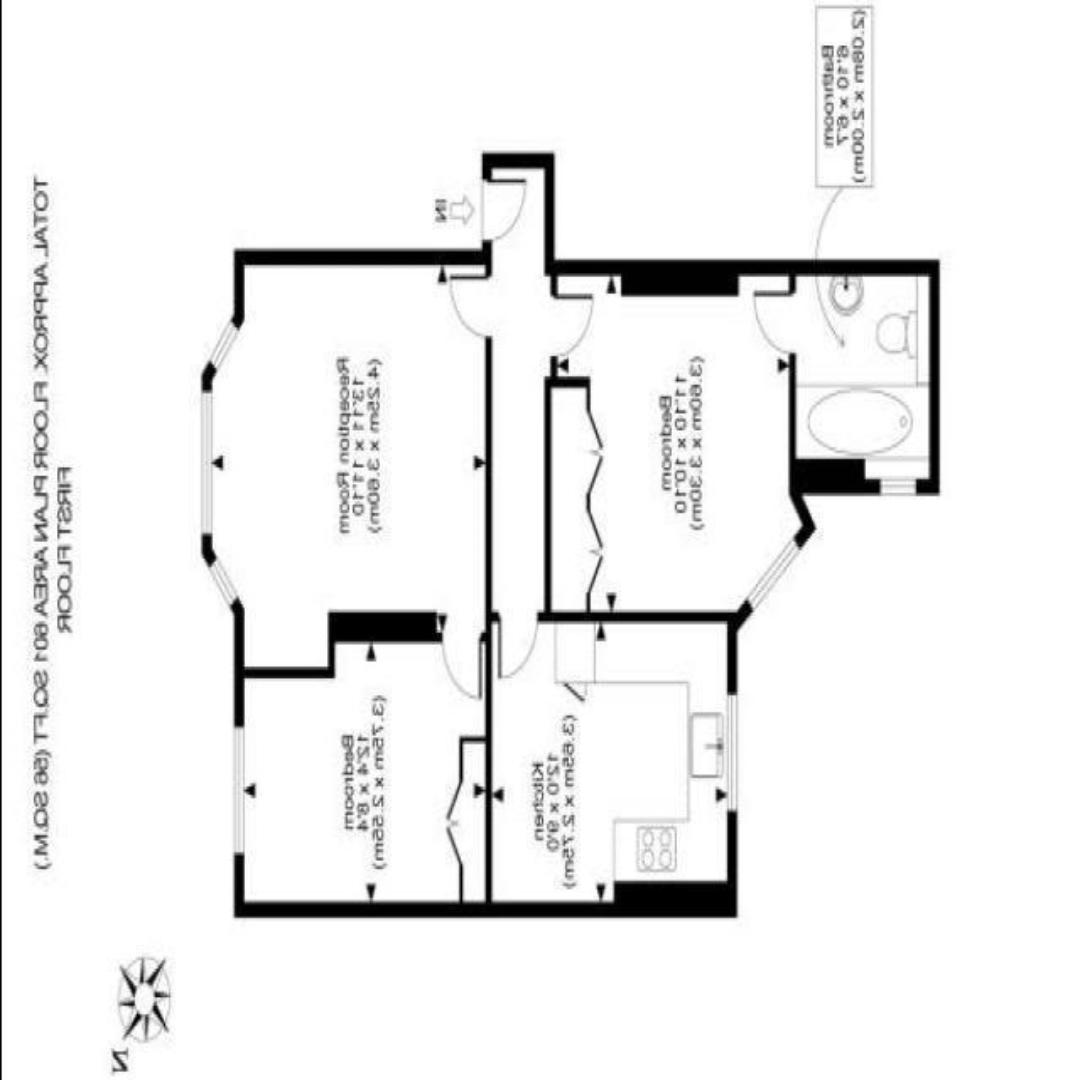 Bathroom
6'10 x 6'7
(2.08m x 2.00m)
IN
Reception Room
13'11 x 11'10
(4.25m x 3.60m)
Bedroom
11'10 x 10'10
(3.60m x 3.30m)
Bedroom
12'4 x 8'4
(3.75m x 2.55m)
Kitchen
12'0 x 9'0
(3.65m x 2.75m)
FIRST FLOOR
TOTAL APPROX. FLOOR PLAN AREA SQ.FT SQ.M.)
N